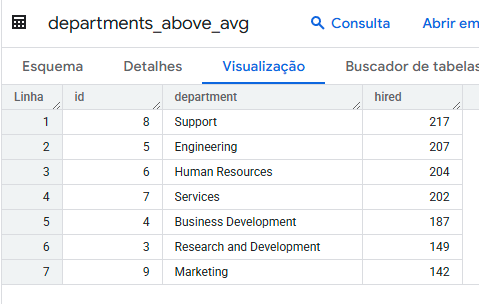 departments_above_avg Consulta Abrir em
Esquema Detalhes Visualização Buscador de tabelas
Linha id department hired
1 8 Support 217
2 5 Engineering 207
3 6 Human Resources 204
4 7 Services 202
5 4 Business Development 187
6 3 Research and Development 149
7 9 Marketing 142